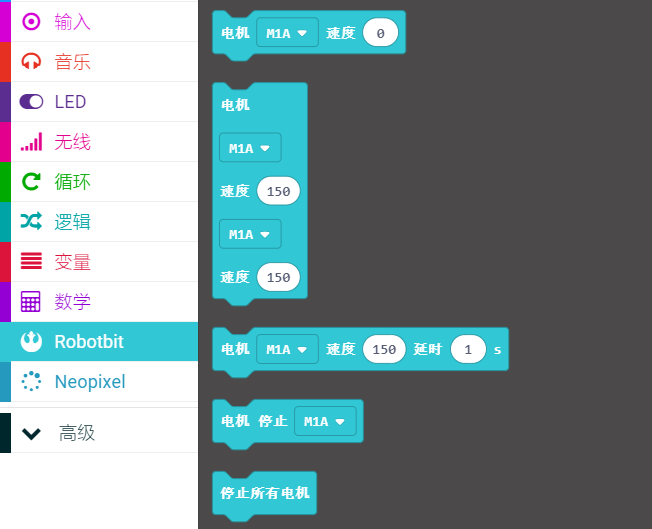 输入
音乐
LED
无线
循环
逻辑
变量
数学
Robotbit
Neopixel
高级
电机 M1A 速度 0
电机
M1A
速度 150
M1A
速度 150
电机 M1A 速度 150 延时 1 s
电机 停止 M1A
停止所有电机